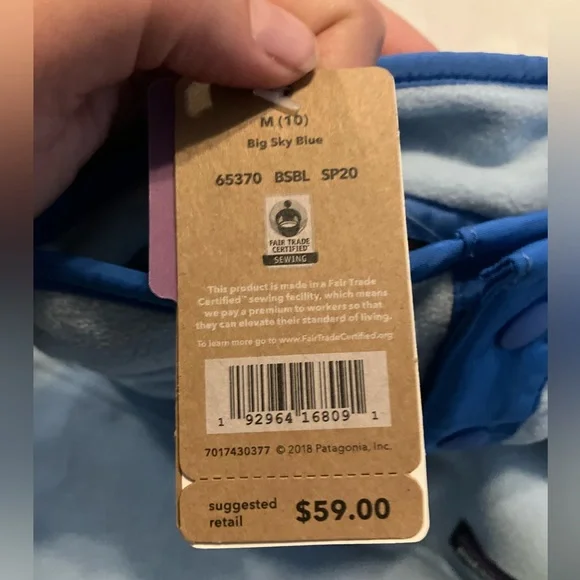 M (10)
Big Sky Blue
65370 BSBL SP20
FAIR TRADE
CERTIFIED™
SEWING
This product is made in a Fair Trade
Certified™ sewing facility, which means
we pay a premium to workers so that
they can elevate their standard of living.
To learn more go to www.FairTradeCertified.org
1 92964 16809 1
7017430377 © 2018 Patagonia, Inc.
suggested
retail $59.00